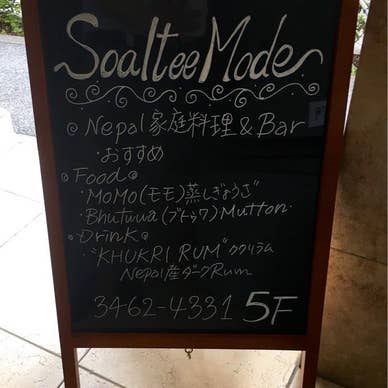 Soaltee Mode
Nepal 家庭料理 & Bar
・おすすめ
Food
・MOMO(モモ)蒸しぎょうざ
・Bhutuwa(ブトゥワ)Mutton
Drink
・"KHUKRI RUM" ククリラム
Nepal産ダークRum
3462-4331 5F